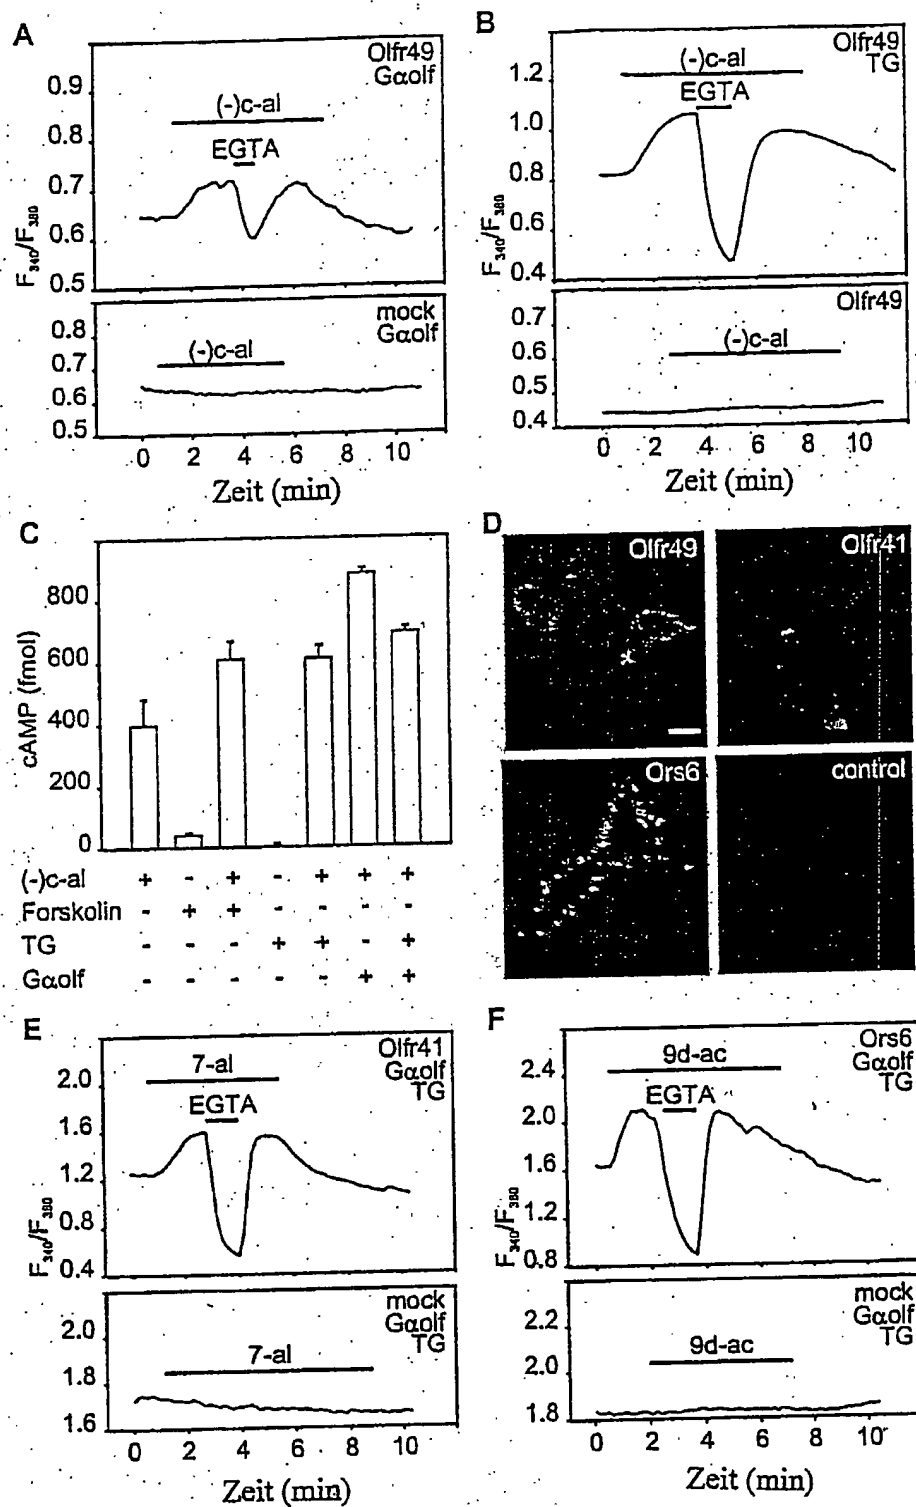 A
Olfr49
Gαolf
(-)c-al
EGTA
0.9
0.8
0.7
0.6
0.5
F340/F380
mock
Gαolf
(-)c-al
0.8
0.7
0.6
0.5
0 2 4 6 8 10
Zeit (min)
B
Olfr49
TG
(-)c-al
EGTA
1.2
1.0
0.8
0.6
0.4
F340/F380
Olfr49
(-)c-al
0.7
0.6
0.5
0.4
0 2 4 6 8 10
Zeit (min)
C
cAMP (fmol)
800
600
400
200
0
(-)c-al + - + - + + +
Forskolin - + + - - - -
TG - - - + + - +
Gαolf - - - - - + +
D
Olfr49
Olfr41
Ors6
control
E
Olfr41
Gαolf
TG
7-al
EGTA
2.0
1.6
1.2
0.8
0.4
F340/F380
mock
Gαolf
TG
7-al
2.0
1.8
1.6
0 2 4 6 8 10
Zeit (min)
F
Ors6
Gαolf
TG
9d-ac
EGTA
2.4
2.0
1.6
1.2
0.8
F340/F380
mock
Gαolf
TG
9d-ac
2.2
2.0
1.8
0 2 4 6 8 10
Zeit (min)